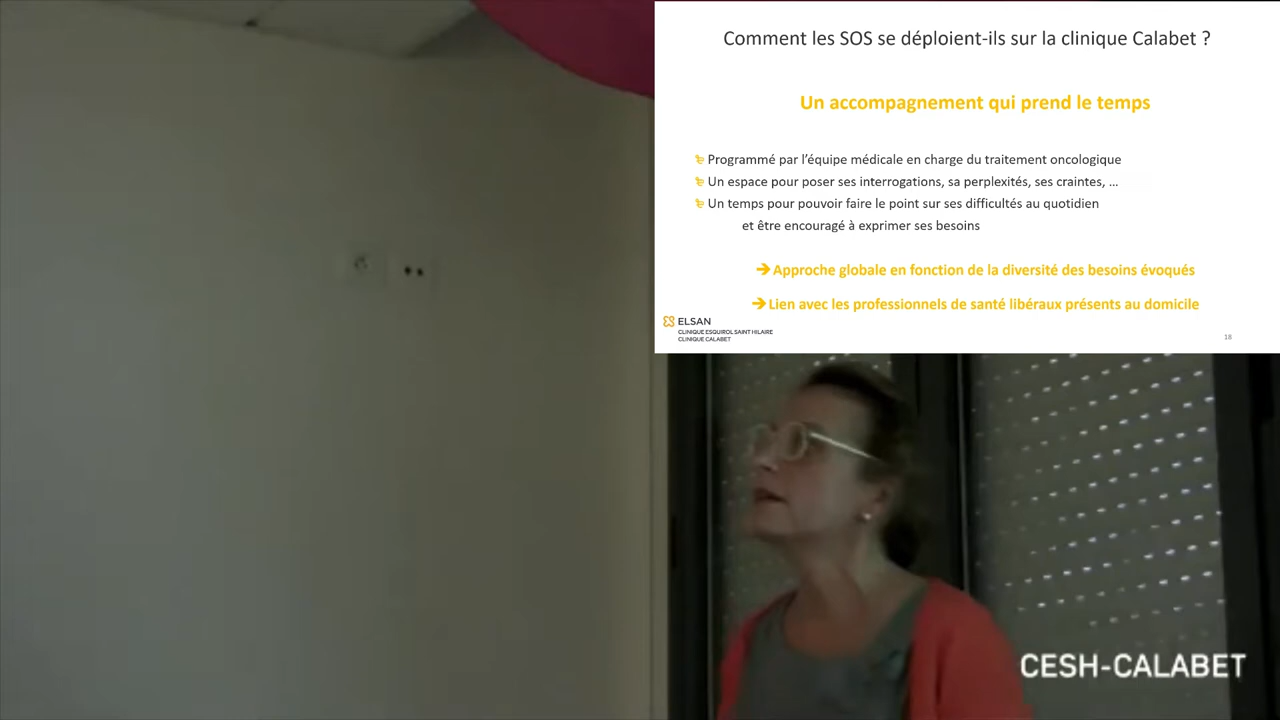 Comment les SOS se déploient-ils sur la clinique Calabet ?
Un accompagnement qui prend le temps
Programmé par l'équipe médicale en charge du traitement oncologique
Un espace pour poser ses interrogations, sa perplexités, ses craintes, ...
Un temps pour pouvoir faire le point sur ses difficultés au quotidien
et être encouragé à exprimer ses besoins
➔ Approche globale en fonction de la diversité des besoins évoqués
➔ Lien avec les professionnels de santé libéraux présents au domicile
ELSAN
CLINIQUE ESQUIROL SAINT HILAIRE
CLINIQUE CALABET
18
CESH-CALABET